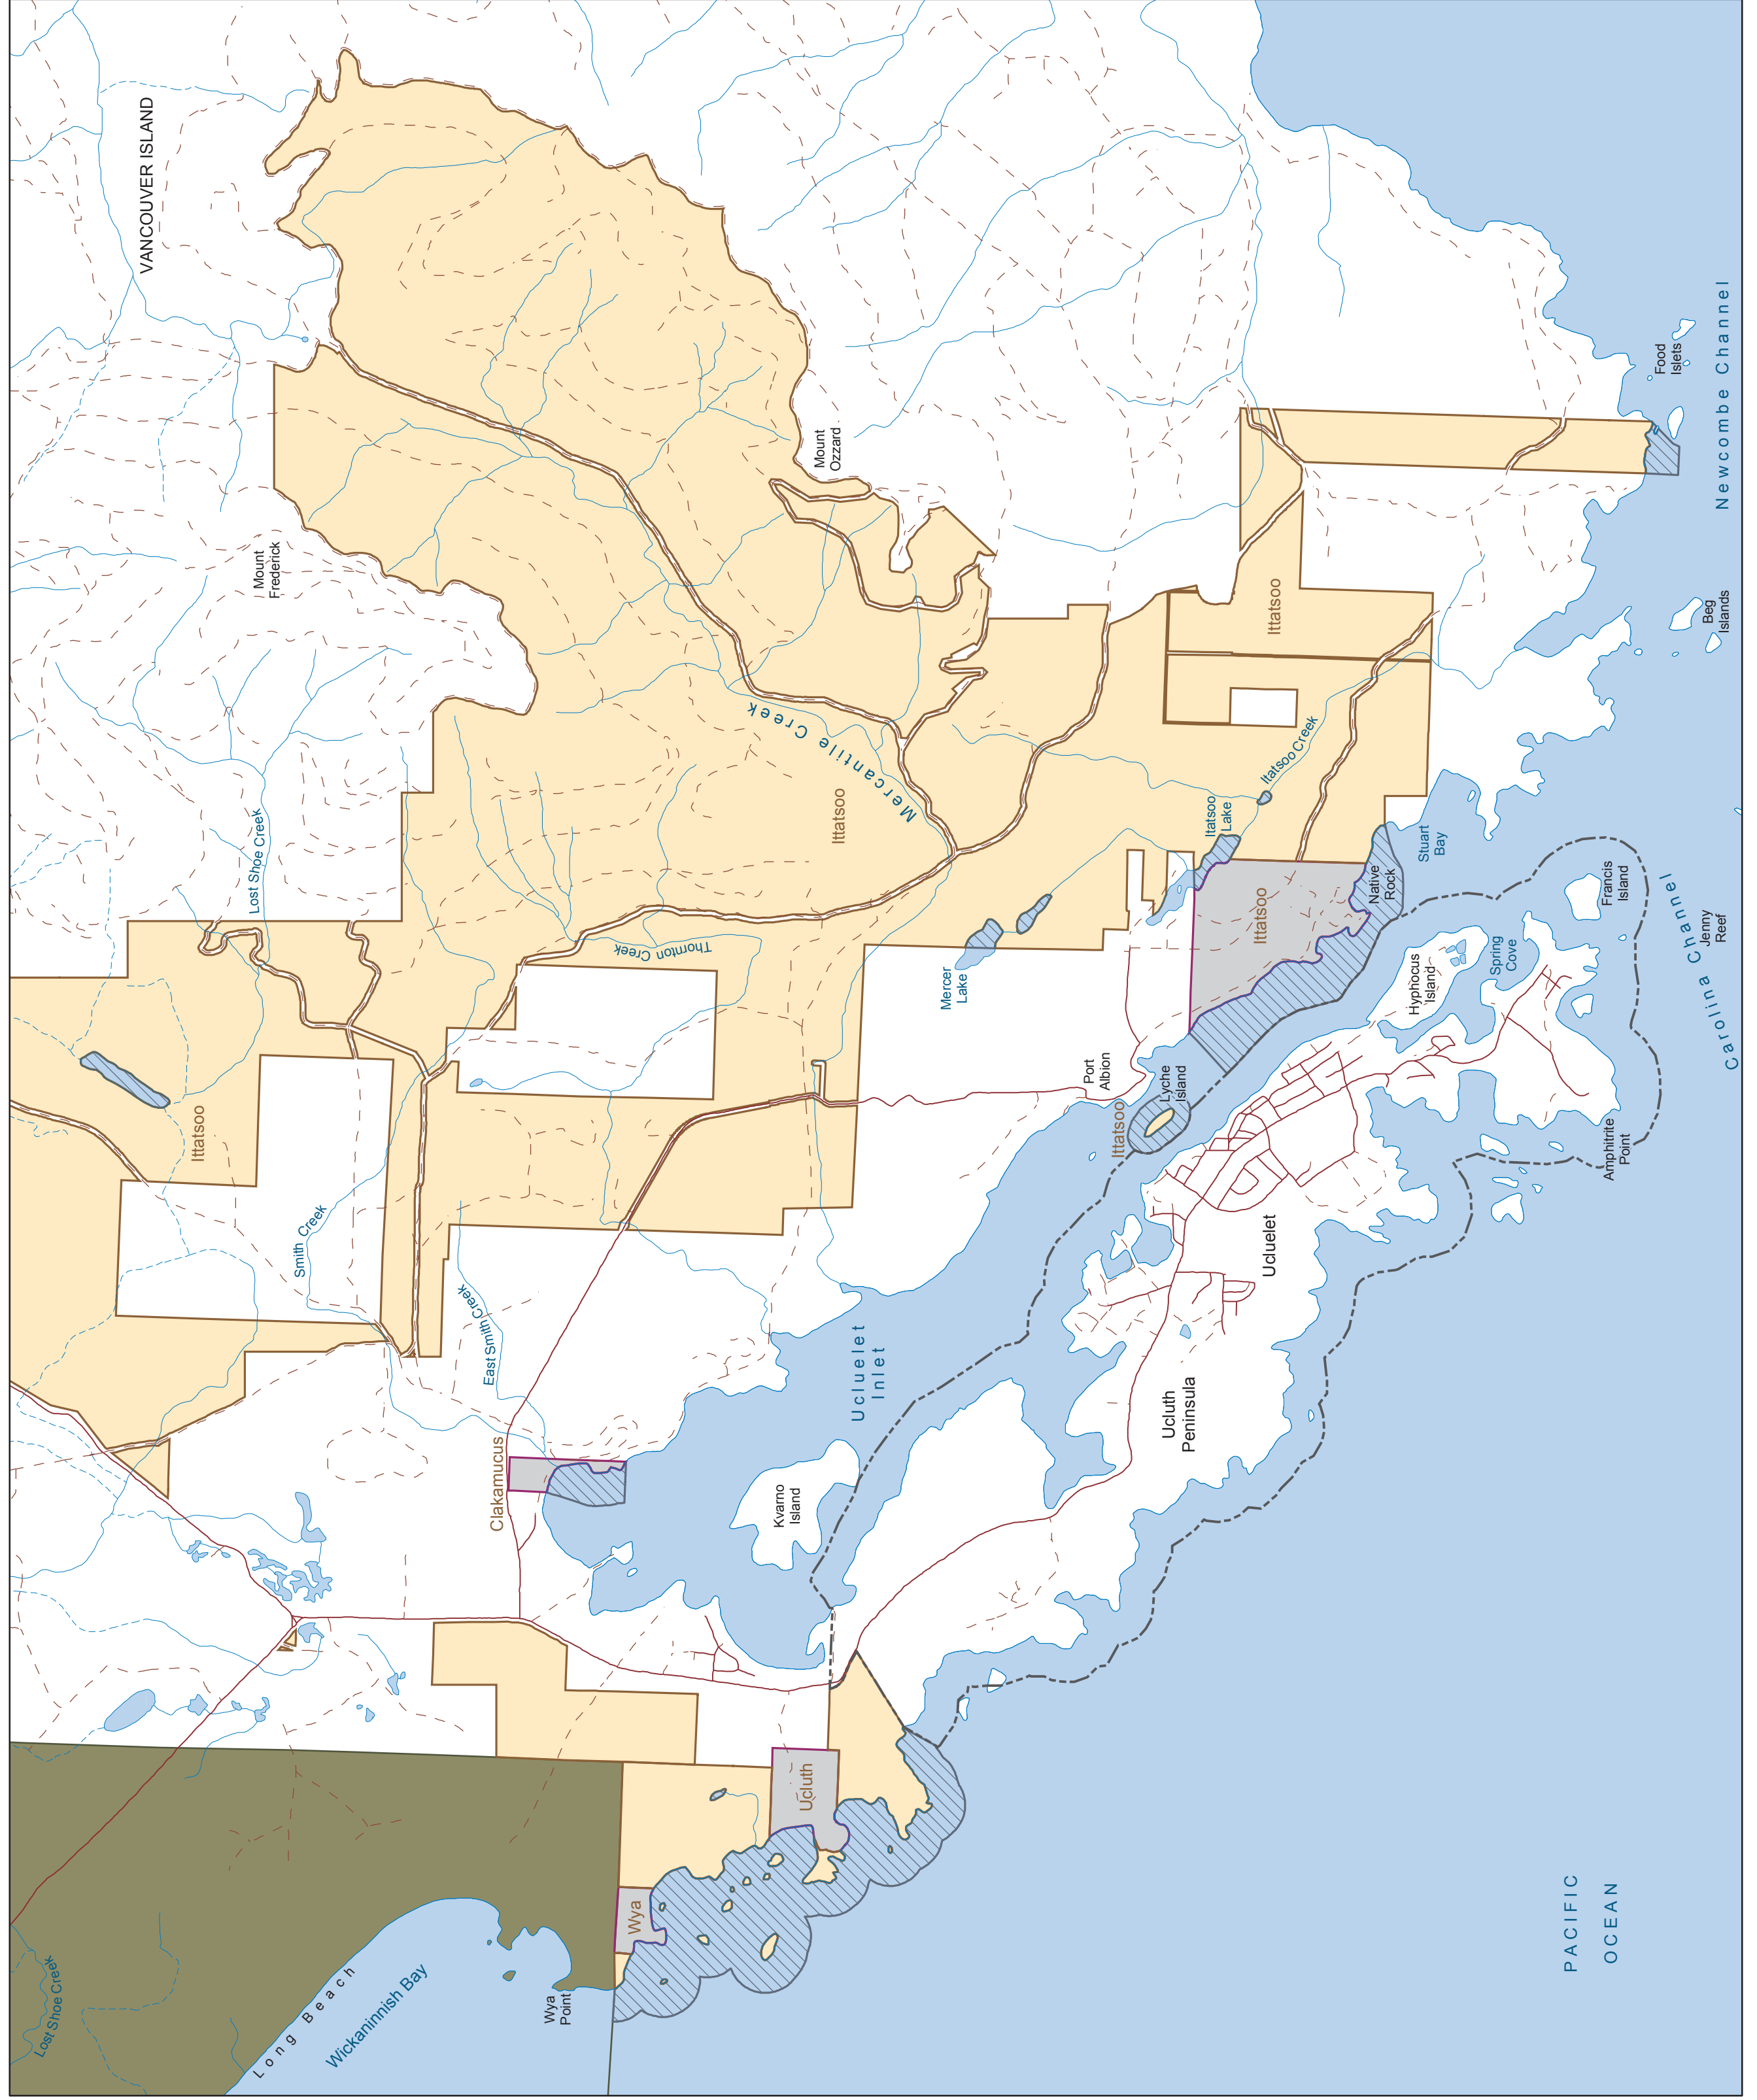 VANCOUVER ISLAND
Mount
Frederick
Mount
Ozzard
Lost Shoe Creek
Mercantile Creek
Ittatsoo
Thornton Creek
Ittatsoo
Smith Creek
East Smith Creek
Clakamucus
Mercer
Lake
Itatsoo
Lake
Itatsoo Creek
Ittatsoo
Ittatsoo
Native
Rock
Stuart
Bay
Food
Islets
Newcombe Channel
Beg
Islands
Port
Albion
Ittatsoo
Lyche
Island
Hyphocus
Island
Spring
Cove
Francis
Island
Jenny
Reef
Carolina Channel
Amphitrite
Point
Ucluelet
Ucluelet
Inlet
Ucluth
Peninsula
Kvarno
Island
Ucluth
Wya
Wya
Point
Lost Shoe Creek
Long Beach
Wickaninnish Bay
PACIFIC
OCEAN